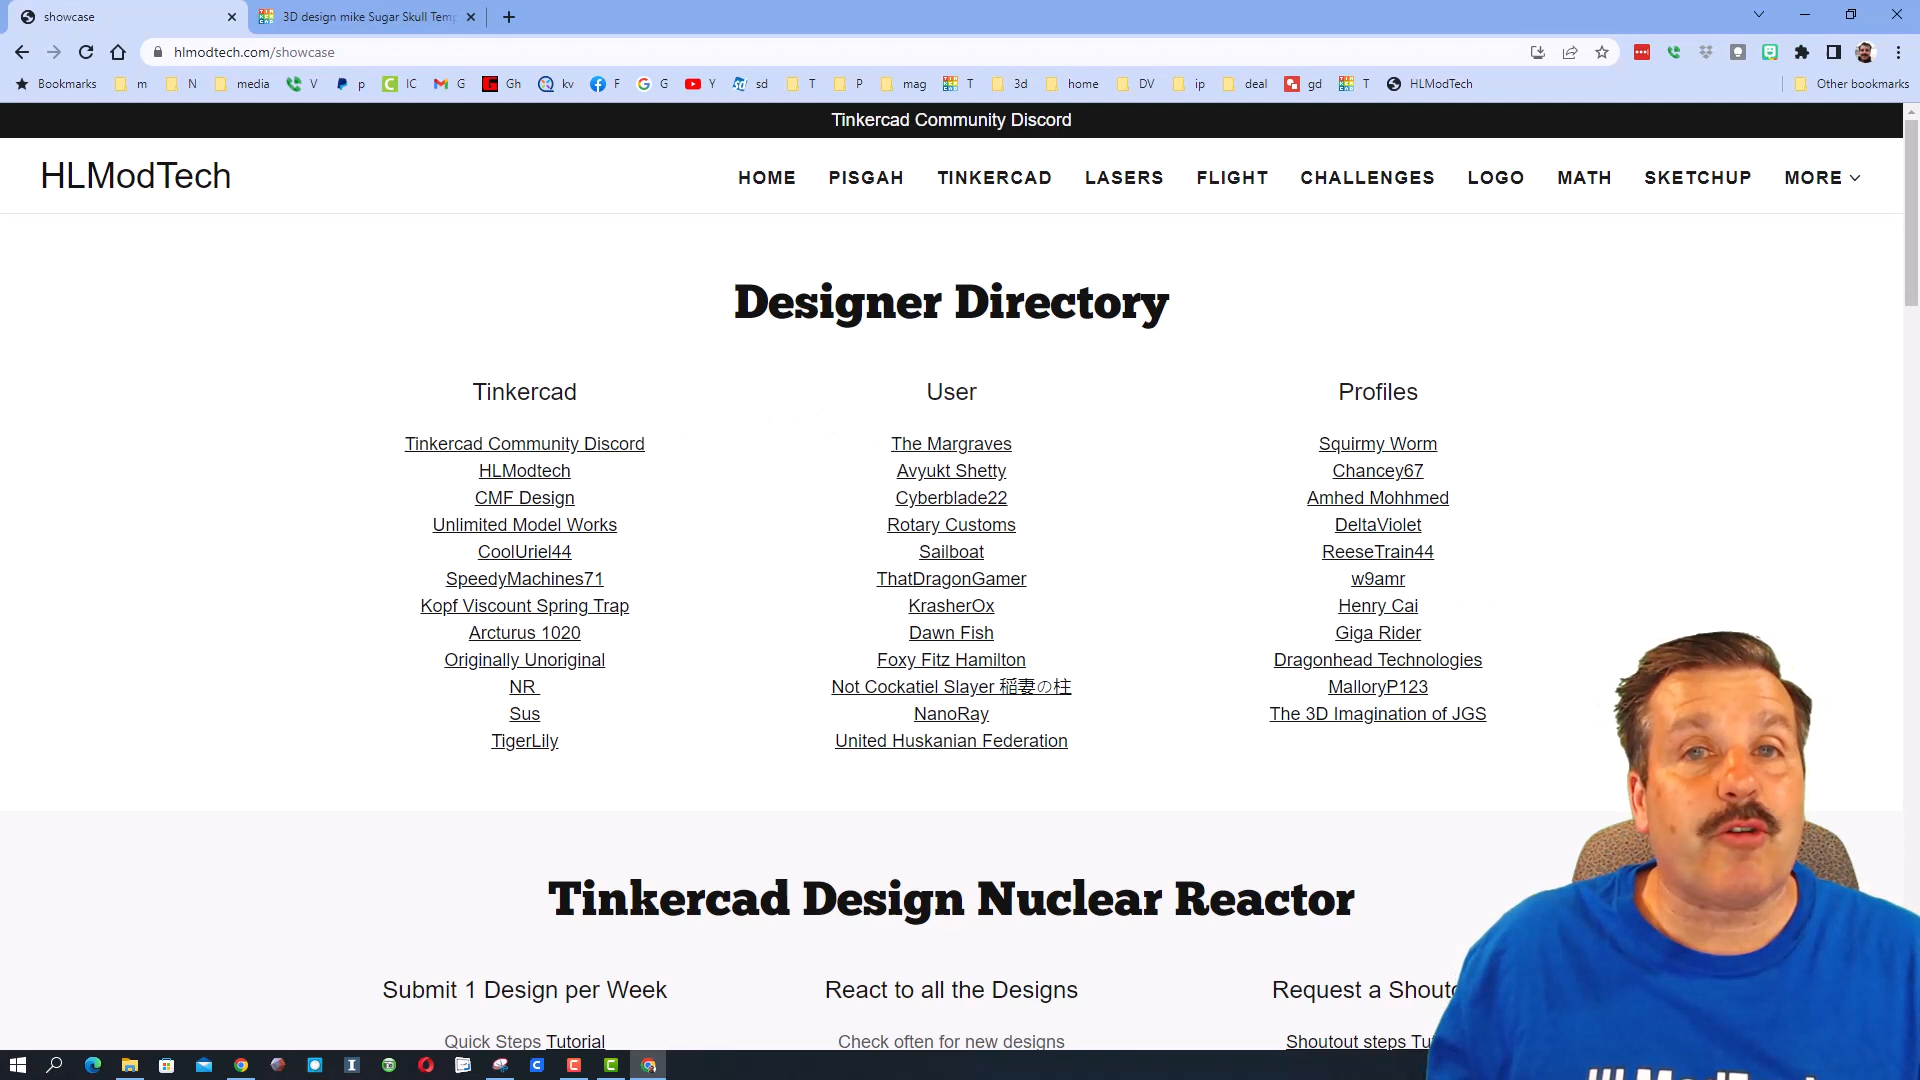 showcase
3D design mike Sugar Skull Temp
hlmodtech.com/showcase
Bookmarks m N media V p IC G Gh kv F G Y sd T P mag T 3d home DV ip deal gd T HLModTech Other bookmarks
Tinkercad Community Discord
HLModTech
HOME PISGAH TINKERCAD LASERS FLIGHT CHALLENGES LOGO MATH SKETCHUP MORE
Designer Directory
Tinkercad
Tinkercad Community Discord
HLModtech
CMF Design
Unlimited Model Works
CoolUriel44
SpeedyMachines71
Kopf Viscount Spring Trap
Arcturus 1020
Originally Unoriginal
NR
Sus
TigerLily
User
The Margraves
Avyukt Shetty
Cyberblade22
Rotary Customs
Sailboat
ThatDragonGamer
KrasherOx
Dawn Fish
Foxy Fitz Hamilton
Not Cockatiel Slayer 稲妻の柱
NanoRay
United Huskanian Federation
Profiles
Squirmy Worm
Chancey67
Amhed Mohhmed
DeltaViolet
ReeseTrain44
w9amr
Henry Cai
Giga Rider
Dragonhead Technologies
MalloryP123
The 3D Imagination of JGS
Tinkercad Design Nuclear Reactor
Submit 1 Design per Week
Quick Steps Tutorial
React to all the Designs
Check often for new designs
Request a Shouto
Shoutout steps Tu